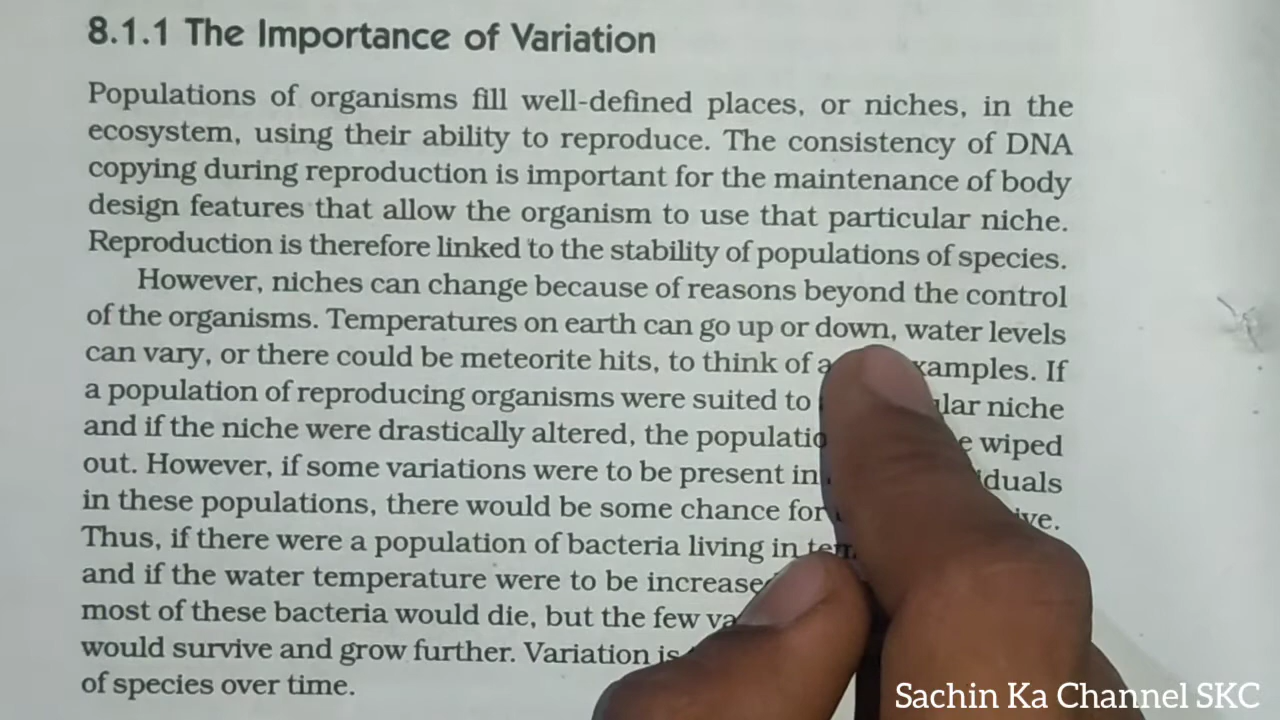 8.1.1 The Importance of Variation
Populations of organisms fill well-defined places, or niches, in the
ecosystem, using their ability to reproduce. The consistency of DNA
copying during reproduction is important for the maintenance of body
design features that allow the organism to use that particular niche.
Reproduction is therefore linked to the stability of populations of species.
However, niches can change because of reasons beyond the control
of the organisms. Temperatures on earth can go up or down, water levels
can vary, or there could be meteorite hits, to think of a xamples. If
a population of reproducing organisms were suited to lar niche
and if the niche were drastically altered, the populatio e wiped
out. However, if some variations were to be present in duals
in these populations, there would be some chance for ive.
Thus, if there were a population of bacteria living in tem
and if the water temperature were to be increase
most of these bacteria would die, but the few va
would survive and grow further. Variation is
of species over time.
Sachin Ka Channel SKC